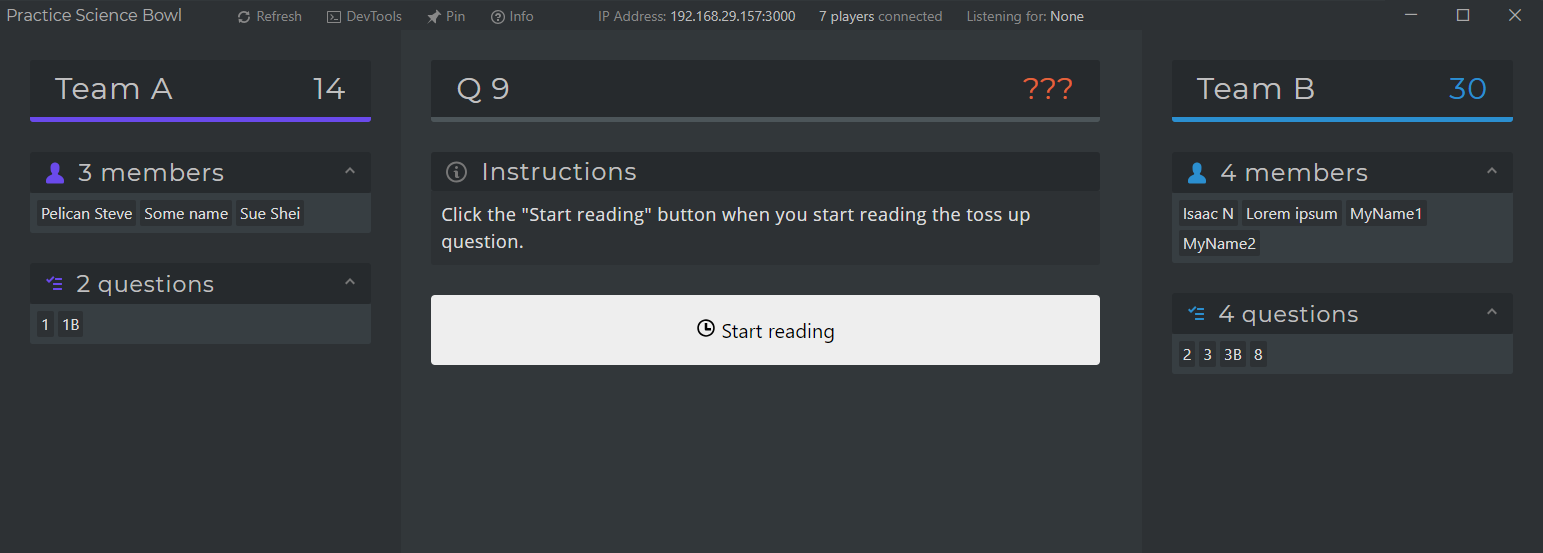 Practice Science Bowl Refresh DevTools Pin Info IP Address: 192.168.29.157:3000 7 players connected Listening for: None
Team A 14
3 members
Pelican Steve Some name Sue Shei
2 questions
1 1B
Q 9 ???
Instructions
Click the "Start reading" button when you start reading the toss up
question.
Start reading
Team B 30
4 members
Isaac N Lorem ipsum MyName1
MyName2
4 questions
2 3 3B 8